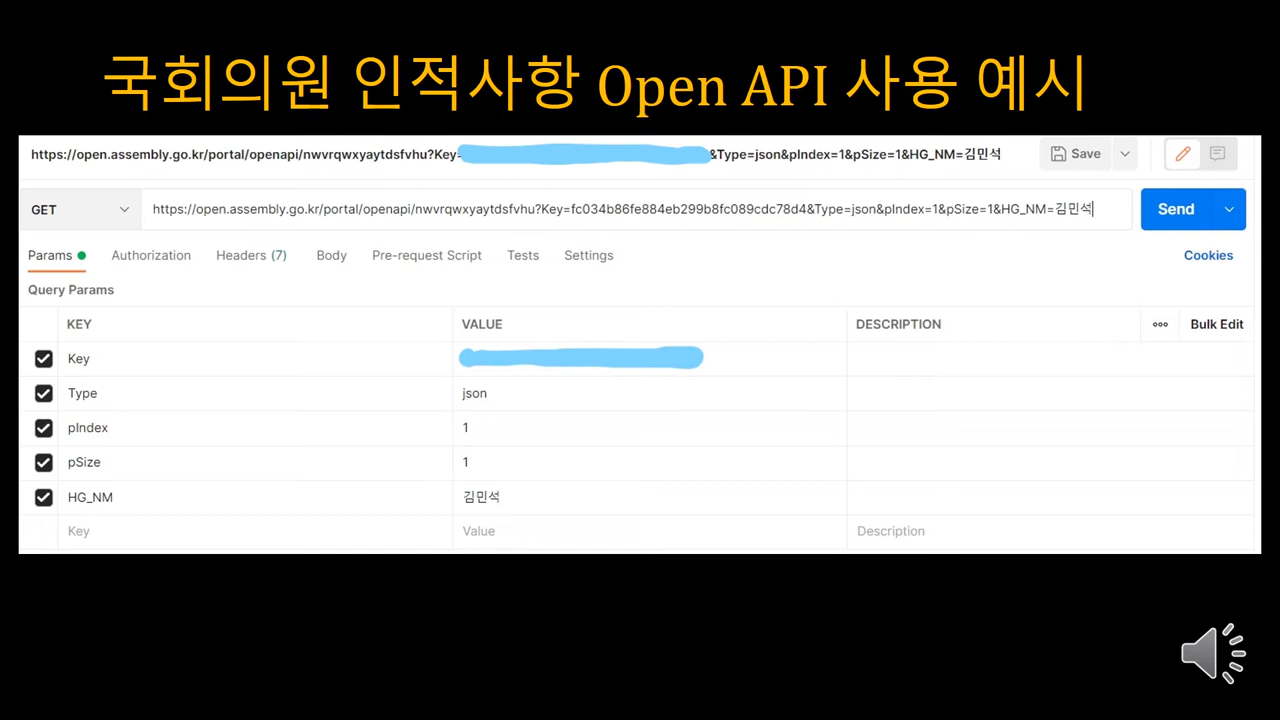 국회의원 인적사항 Open API 사용 예시
https://open.assembly.go.kr/portal/openapi/nwvrqwxyaytdsfvhu?Key= &Type=json&pIndex=1&pSize=1&HG_NM=김민석 Save
GET https://open.assembly.go.kr/portal/openapi/nwvrqwxyaytdsfvhu?Key=fc034b86fe884eb299b8fc089cdc78d4&Type=json&pIndex=1&pSize=1&HG_NM=김민석 Send
Params Authorization Headers (7) Body Pre-request Script Tests Settings Cookies
Query Params
KEY VALUE DESCRIPTION Bulk Edit
Key
Type json
pIndex 1
pSize 1
HG_NM 김민석
Key Value Description